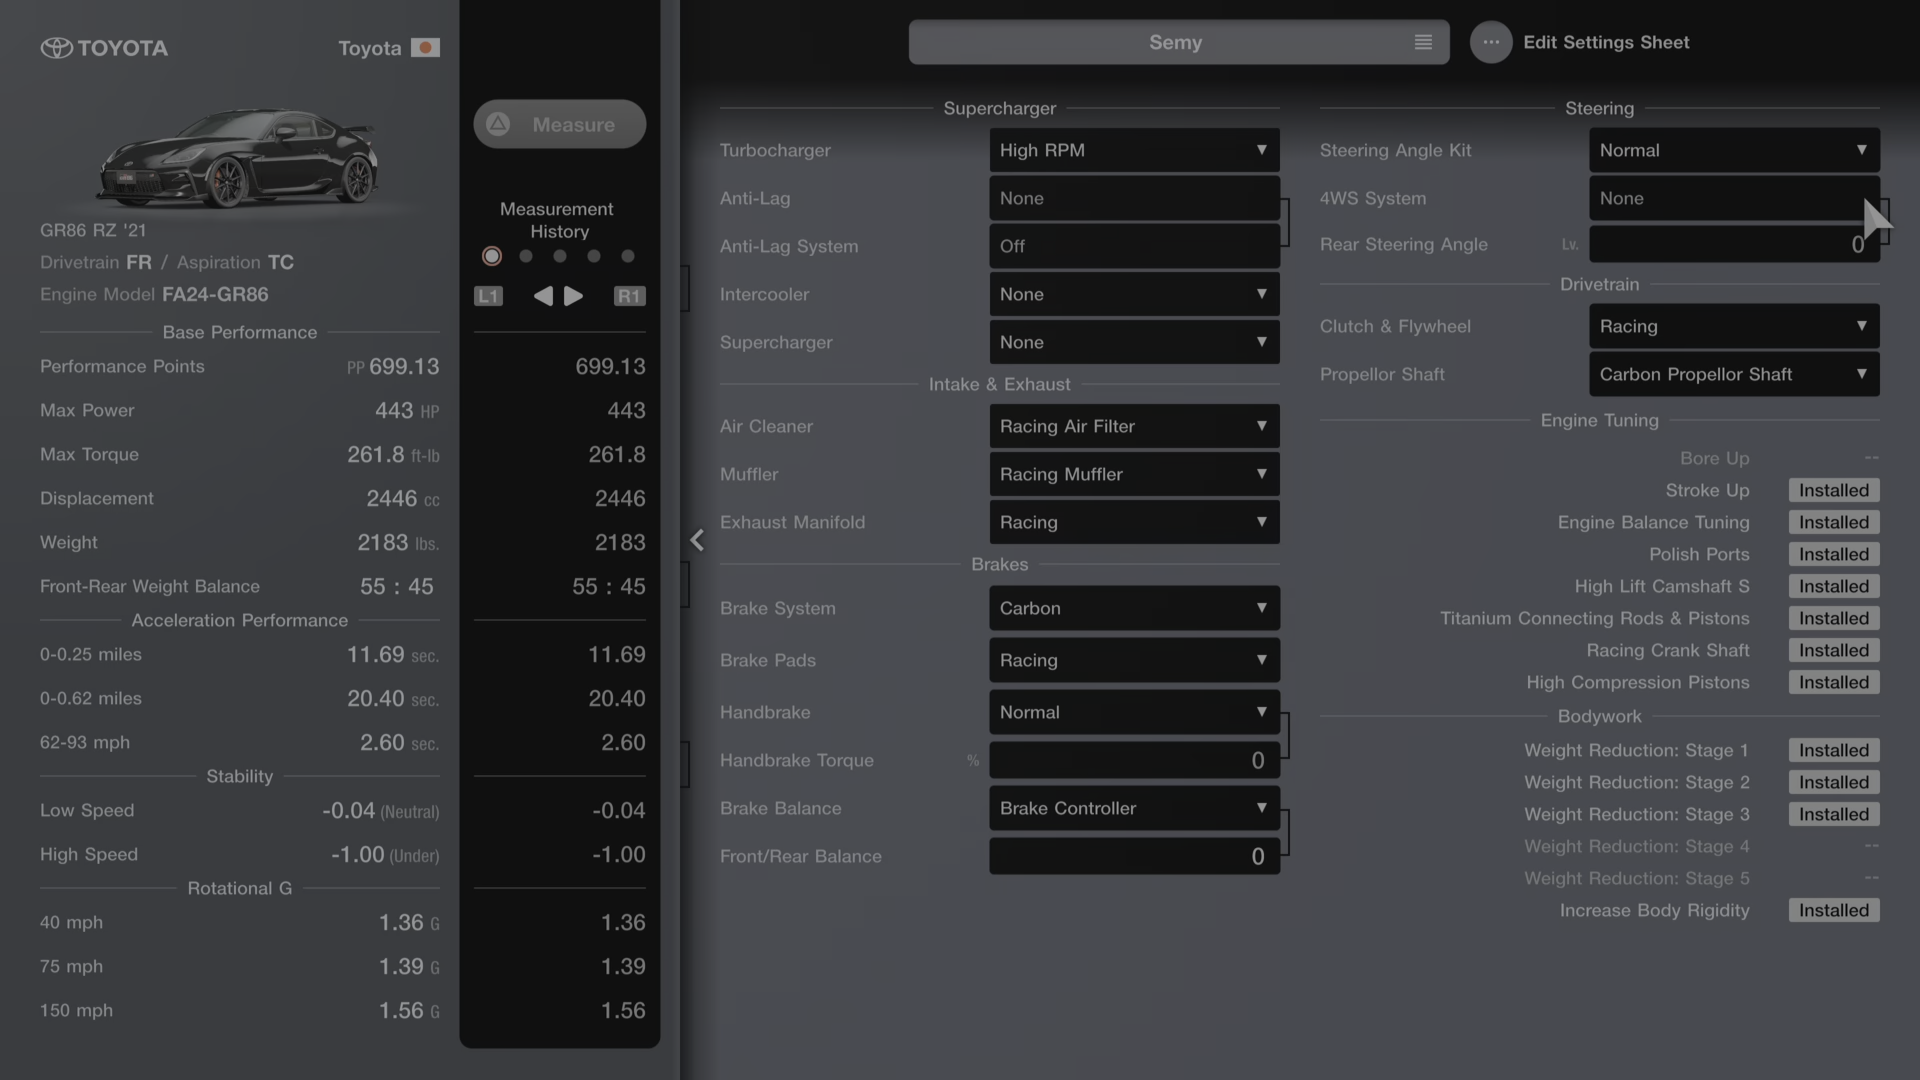 TOYOTA
Toyota
GR86 RZ '21
Drivetrain FR / Aspiration TC
Engine Model FA24-GR86
Base Performance
Performance Points PP 699.13
Max Power 443 HP
Max Torque 261.8 ft-lb
Displacement 2446 cc
Weight 2183 lbs.
Front-Rear Weight Balance 55 : 45
Acceleration Performance
0-0.25 miles 11.69 sec.
0-0.62 miles 20.40 sec.
62-93 mph 2.60 sec.
Stability
Low Speed -0.04 (Neutral)
High Speed -1.00 (Under)
Rotational G
40 mph 1.36 G
75 mph 1.39 G
150 mph 1.56 G
Measure
Measurement
History
L1 R1
699.13
443
261.8
2446
2183
55 : 45
11.69
20.40
2.60
-0.04
-1.00
1.36
1.39
1.56
Semy
Edit Settings Sheet
Supercharger
Turbocharger High RPM
Anti-Lag None
Anti-Lag System Off
Intercooler None
Supercharger None
Intake & Exhaust
Air Cleaner Racing Air Filter
Muffler Racing Muffler
Exhaust Manifold Racing
Brakes
Brake System Carbon
Brake Pads Racing
Handbrake Normal
Handbrake Torque % 0
Brake Balance Brake Controller
Front/Rear Balance 0
Steering
Steering Angle Kit Normal
4WS System None
Rear Steering Angle Lv. 0
Drivetrain
Clutch & Flywheel Racing
Propellor Shaft Carbon Propellor Shaft
Engine Tuning
Bore Up --
Stroke Up Installed
Engine Balance Tuning Installed
Polish Ports Installed
High Lift Camshaft S Installed
Titanium Connecting Rods & Pistons Installed
Racing Crank Shaft Installed
High Compression Pistons Installed
Bodywork
Weight Reduction: Stage 1 Installed
Weight Reduction: Stage 2 Installed
Weight Reduction: Stage 3 Installed
Weight Reduction: Stage 4 --
Weight Reduction: Stage 5 --
Increase Body Rigidity Installed